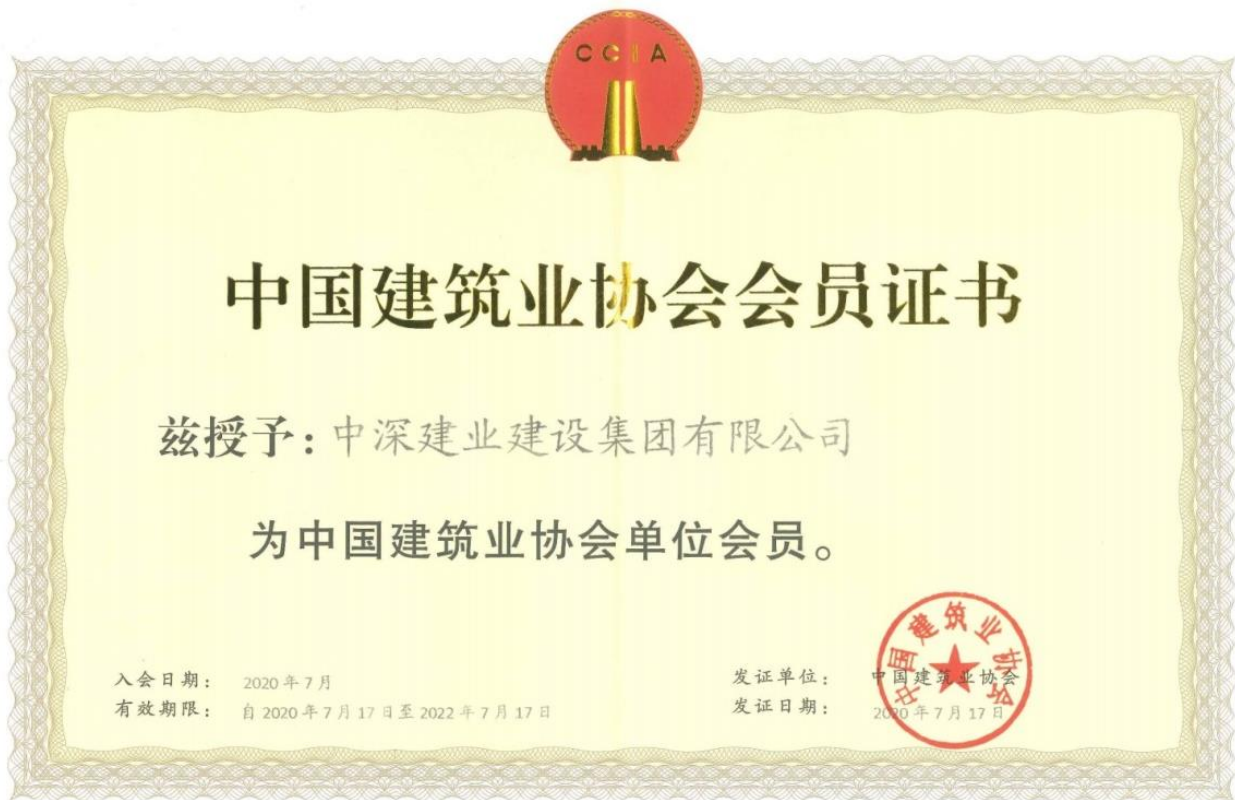 CCIA
中国建筑业协会会员证书
兹授予：中深建业建设集团有限公司
为中国建筑业协会单位会员。
入会日期： 2020年7月
有效期限： 自2020年7月17日至2022年7月17日
发证单位： 中国建筑业协会
发证日期： 2020年7月17日
中国建筑业协会